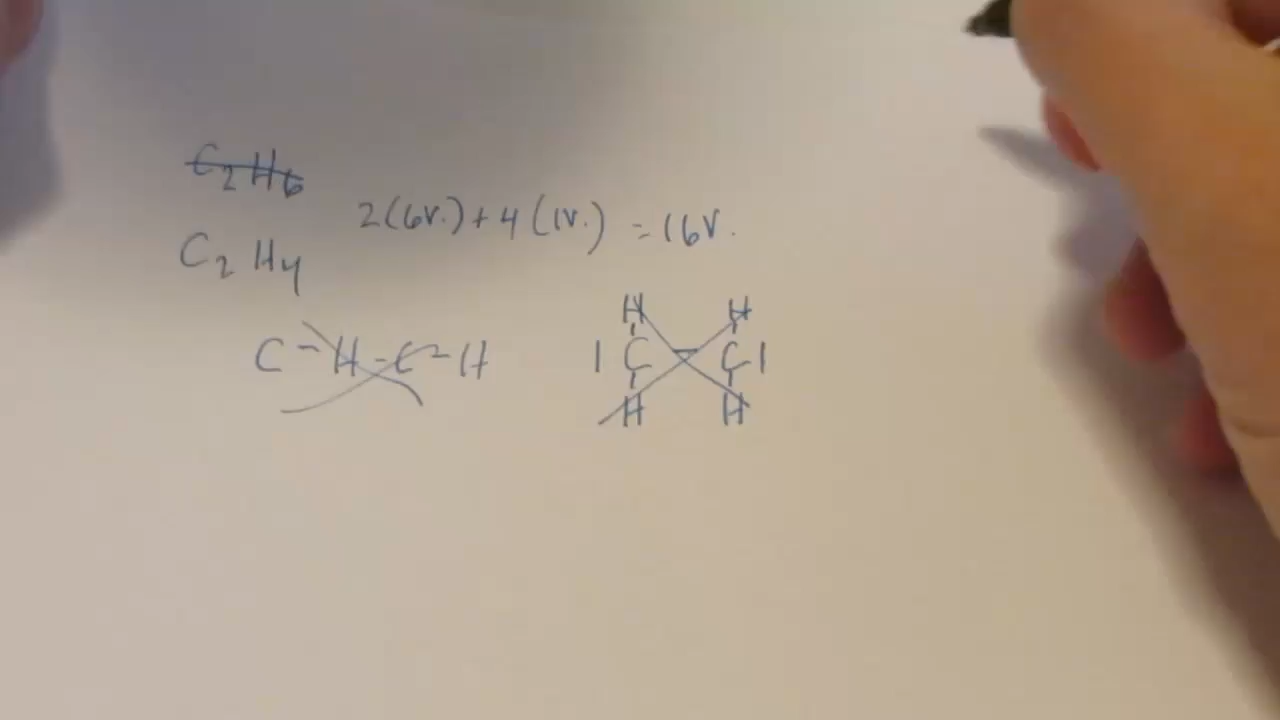 C₂H₆
2(6v.) + 4(1v.) = 16v.
C₂H₄
C-H-C-H
H H
| C - C |
H H